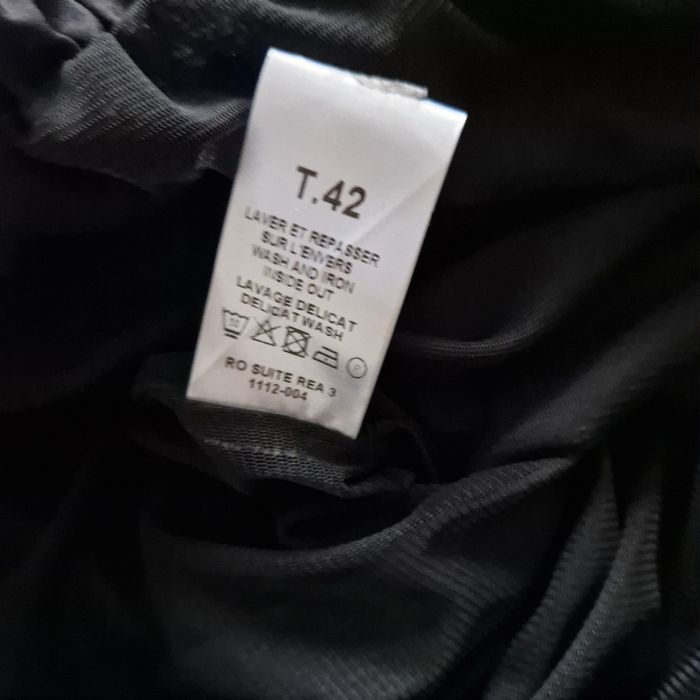 T.42
LAVER ET REPASSER
SUR L'ENVERS
WASH AND IRON
INSIDE OUT
LAVAGE DELICAT
DELICAT WASH
RO SUITE REA 3
1112-004